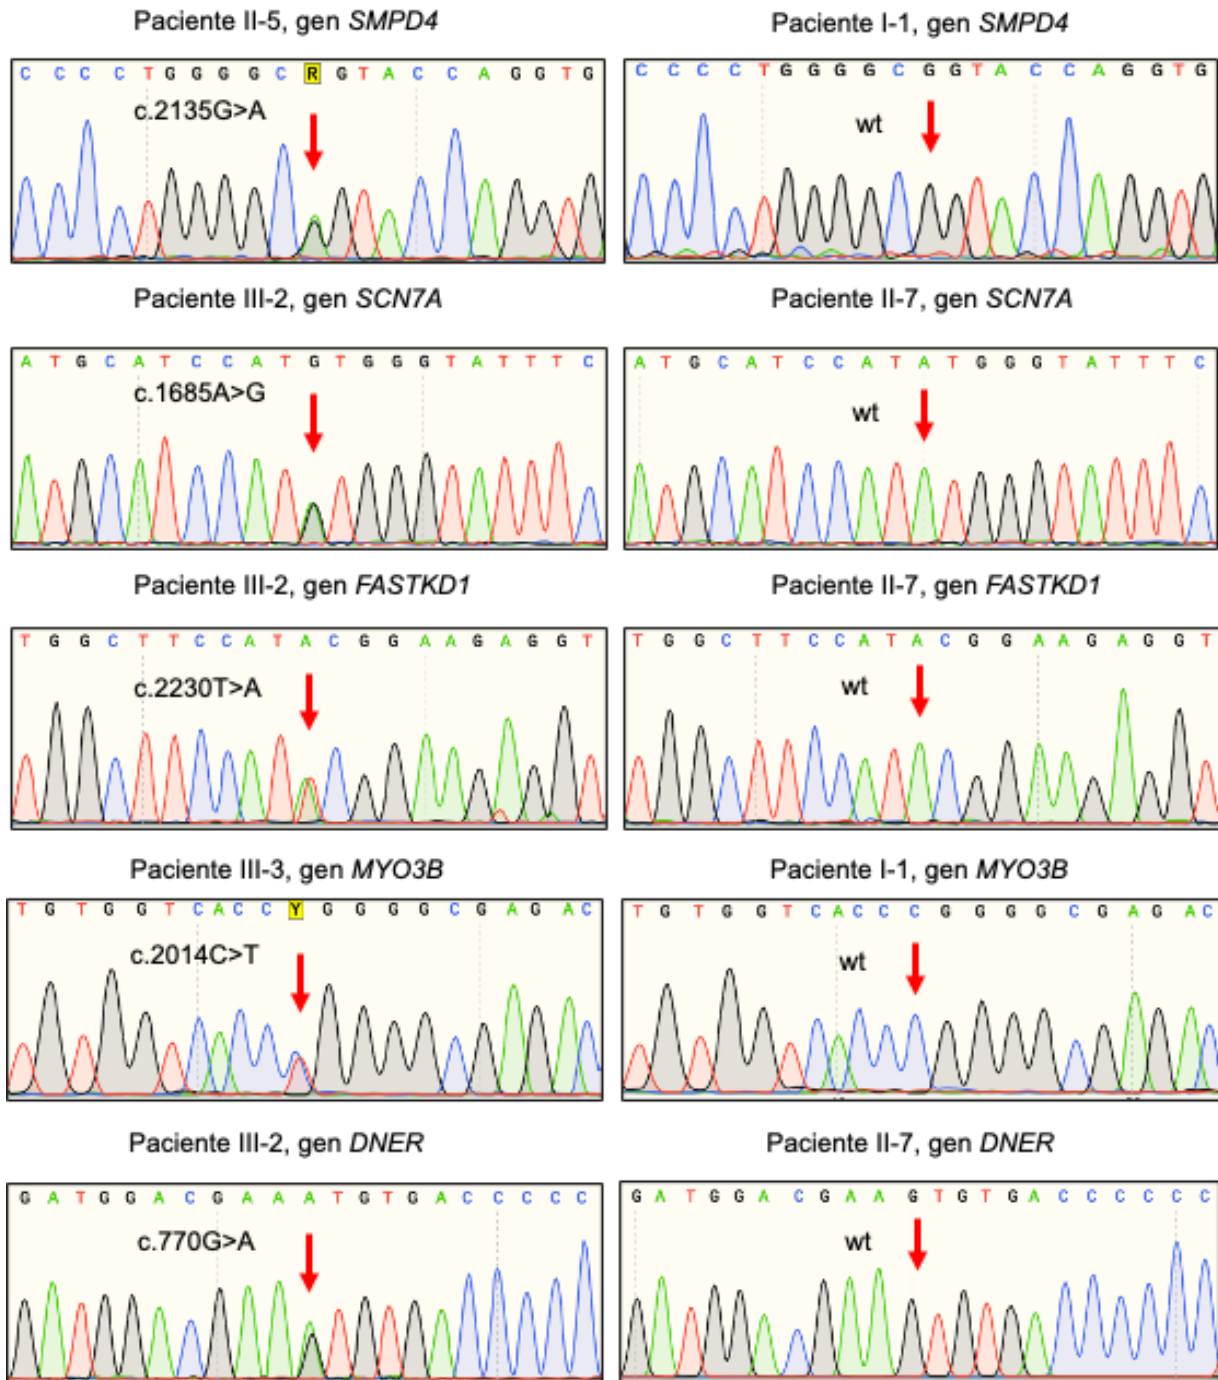 Paciente II-5, gen SMPD4
Paciente I-1, gen SMPD4
C C C C T G G G G C R G T A C C A G G T G
C C C C T G G G G C G G T A C C A G G T G
c.2135G>A
wt
Paciente III-2, gen SCN7A
Paciente II-7, gen SCN7A
A T G C A T C C A T G T G G G T A T T T C
A T G C A T C C A T A T G G G T A T T T C
c.1685A>G
wt
Paciente III-2, gen FASTKD1
Paciente II-7, gen FASTKD1
T G G C T T C C A T A C G G A A G A G G T
T G G C T T C C A T A C G G A A G A G G T
c.2230T>A
wt
Paciente III-3, gen MYO3B
Paciente I-1, gen MYO3B
T G T G G T C A C C Y G G G G C G A G A C
T G T G G T C A C C C G G G G C G A G A C
c.2014C>T
wt
Paciente III-2, gen DNER
Paciente II-7, gen DNER
G A T G G A C G A A A T G T G A C C C C C
G A T G G A C G A A G T G T G A C C C C C C
c.770G>A
wt